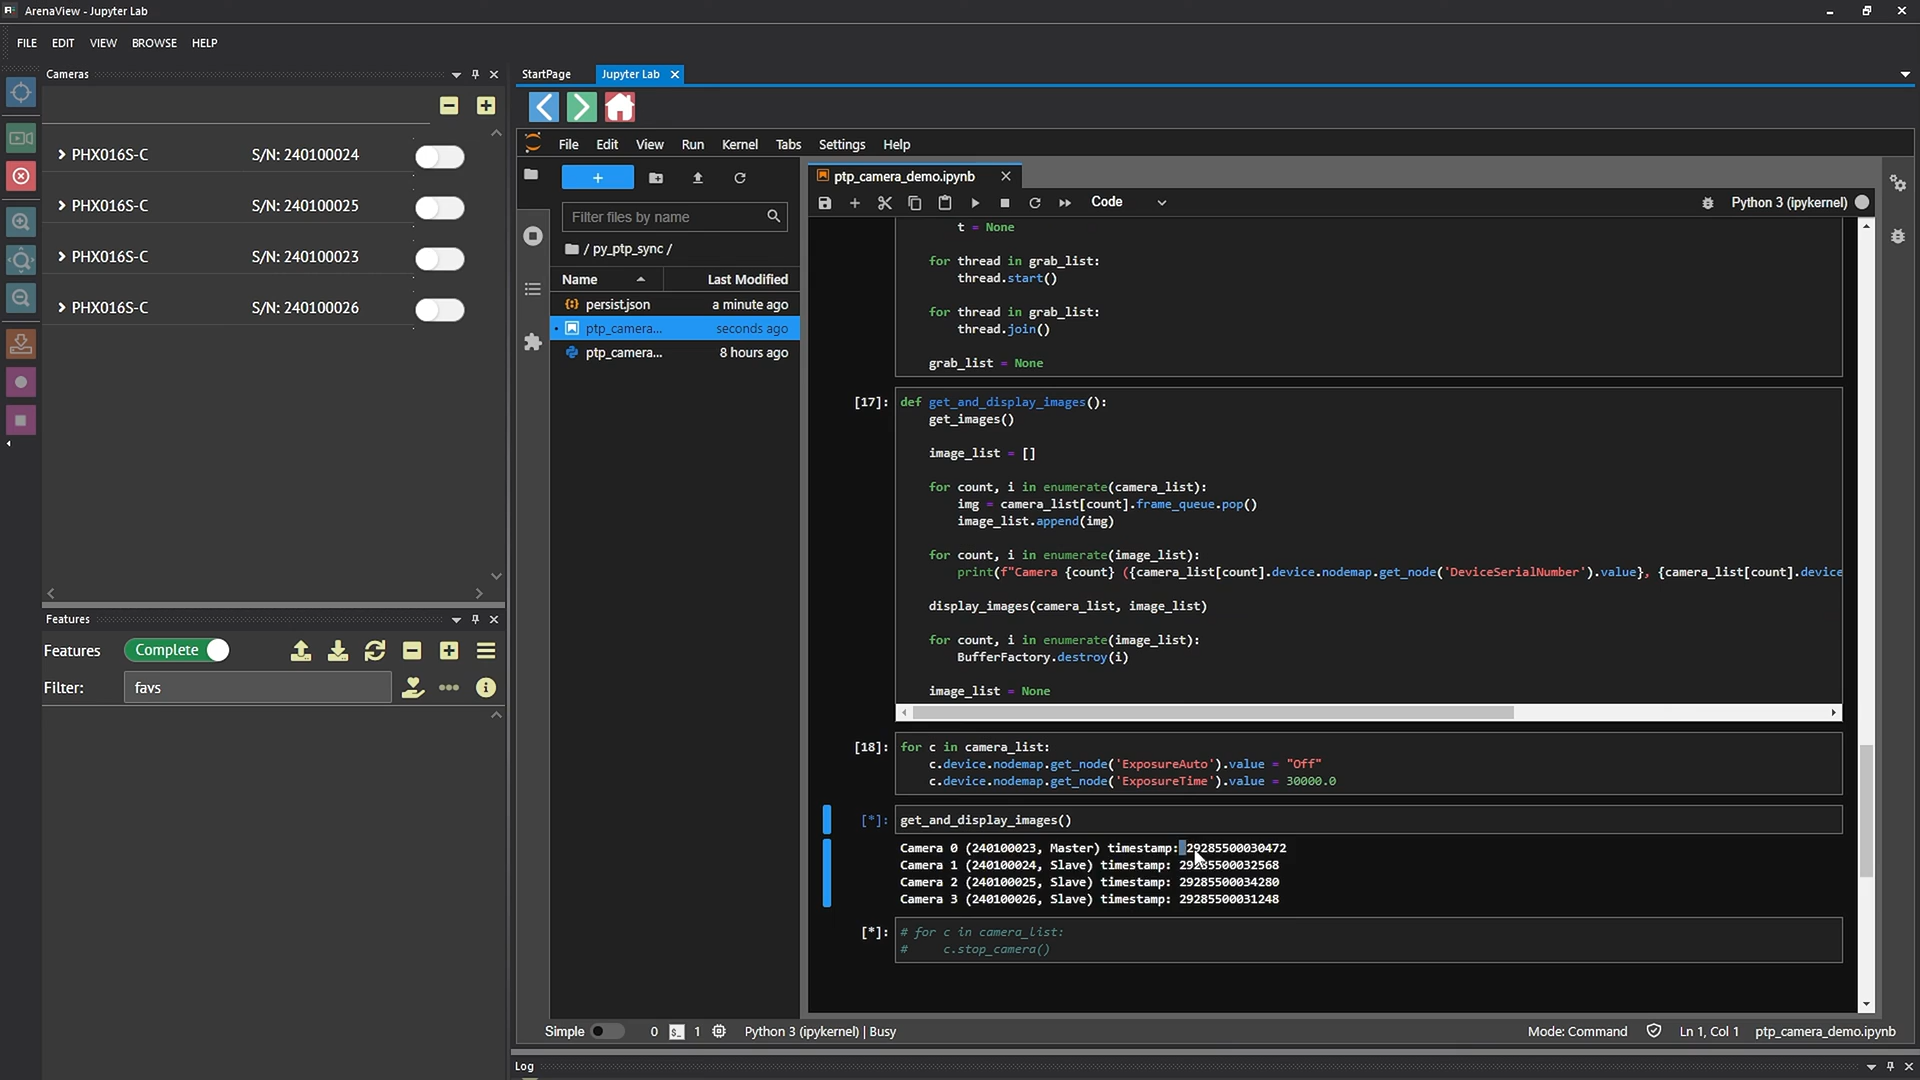 ArenaView - Jupyter Lab
FILE EDIT VIEW BROWSE HELP
Cameras
PHX016S-C S/N: 240100024
PHX016S-C S/N: 240100025
PHX016S-C S/N: 240100023
PHX016S-C S/N: 240100026
Features
Features Complete
Filter: favs
StartPage Jupyter Lab
File Edit View Run Kernel Tabs Settings Help
Filter files by name
/ py_ptp_sync /
Name Last Modified
persist.json a minute ago
ptp_camera... seconds ago
ptp_camera... 8 hours ago
ptp_camera_demo.ipynb
Code Python 3 (ipykernel)
t = None
for thread in grab_list:
thread.start()
for thread in grab_list:
thread.join()
grab_list = None
[17]: def get_and_display_images():
get_images()
image_list = []
for count, i in enumerate(camera_list):
img = camera_list[count].frame_queue.pop()
image_list.append(img)
for count, i in enumerate(image_list):
print(f"Camera {count} ({camera_list[count].device.nodemap.get_node('DeviceSerialNumber').value}, {camera_list[count].device
display_images(camera_list, image_list)
for count, i in enumerate(image_list):
BufferFactory.destroy(i)
image_list = None
[18]: for c in camera_list:
c.device.nodemap.get_node('ExposureAuto').value = "Off"
c.device.nodemap.get_node('ExposureTime').value = 30000.0
[*]: get_and_display_images()
Camera 0 (240100023, Master) timestamp: 29285500030472
Camera 1 (240100024, Slave) timestamp: 29285500032568
Camera 2 (240100025, Slave) timestamp: 29285500034280
Camera 3 (240100026, Slave) timestamp: 29285500031248
[*]: # for c in camera_list:
# c.stop_camera()
Simple 0 1 Python 3 (ipykernel) | Busy Mode: Command Ln 1, Col 1 ptp_camera_demo.ipynb
Log